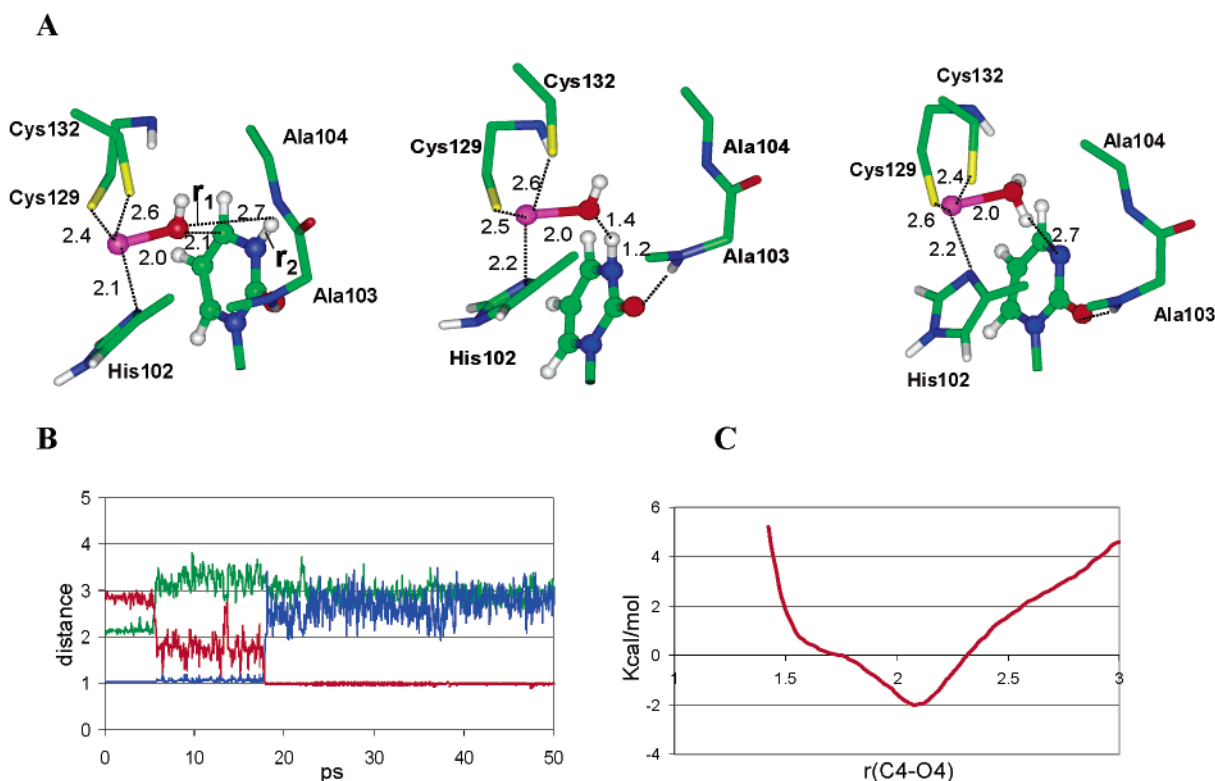 A
Cys132
Cys129
Ala104
r1
2.6
2.7
2.4
2.1
2.0
r2
2.1
Ala103
His102
Cys132
Cys129
Ala104
2.6
2.5
1.4
2.0
1.2
2.2
Ala103
His102
Cys132
Cys129
Ala104
2.4
2.6
2.0
2.7
2.2
Ala103
His102
B
distance
5
4
3
2
1
0
0 10 20 30 40 50
ps
C
Kcal/mol
6
4
2
0
-2
-4
1 1.5 2 2.5 3
r(C4-O4)